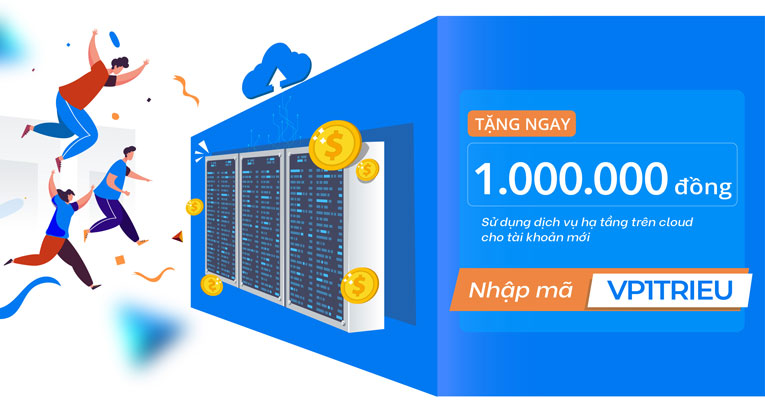 TẶNG NGAY
1.000.000 đồng
Sử dụng dịch vụ hạ tầng trên cloud
cho tài khoản mới
Nhập mã VP1TRIEU